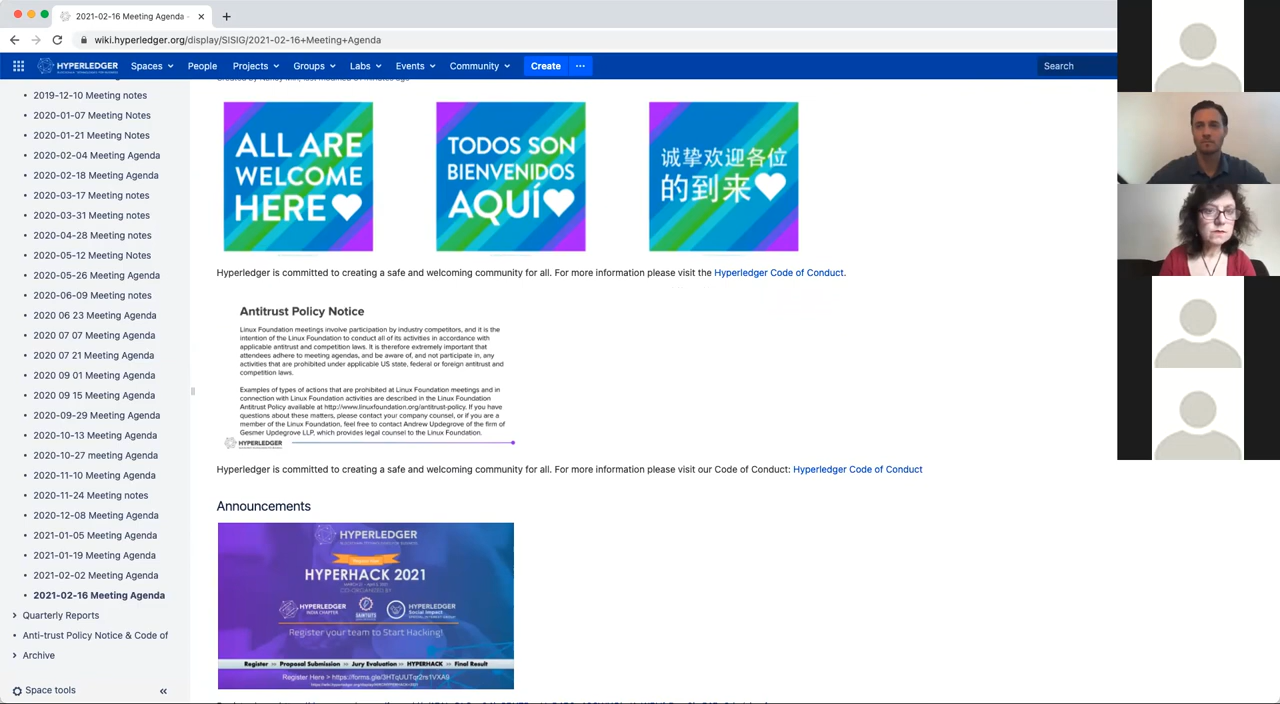 2021-02-16 Meeting Agenda -
wiki.hyperledger.org/display/SISIG/2021-02-16+Meeting+Agenda
HYPERLEDGER
Spaces
People
Projects
Groups
Labs
Events
Community
Create
Search
2019-12-10 Meeting notes
2020-01-07 Meeting Notes
2020-01-21 Meeting Notes
2020-02-04 Meeting Agenda
2020-02-18 Meeting Agenda
2020-03-17 Meeting notes
2020-03-31 Meeting notes
2020-04-28 Meeting notes
2020-05-12 Meeting Notes
2020-05-26 Meeting Agenda
2020-06-09 Meeting notes
2020 06 23 Meeting Agenda
2020 07 07 Meeting Agenda
2020 07 21 Meeting Agenda
2020 09 01 Meeting Agenda
2020 09 15 Meeting Agenda
2020-09-29 Meeting Agenda
2020-10-13 Meeting Agenda
2020-10-27 meeting Agenda
2020-11-10 Meeting Agenda
2020-11-24 Meeting notes
2020-12-08 Meeting Agenda
2021-01-05 Meeting Agenda
2021-01-19 Meeting Agenda
2021-02-02 Meeting Agenda
2021-02-16 Meeting Agenda
Quarterly Reports
Anti-trust Policy Notice & Code of
Archive
Space tools
ALL ARE
WELCOME
HERE
TODOS SON
BIENVENIDOS
AQUÍ
诚挚欢迎各位
的到来
Hyperledger is committed to creating a safe and welcoming community for all. For more information please visit the Hyperledger Code of Conduct.
Antitrust Policy Notice
Linux Foundation meetings involve participation by industry competitors, and it is the
intention of the Linux Foundation to conduct all of its activities in accordance with
applicable antitrust and competition laws. It is therefore extremely important that
attendees adhere to meeting agendas, and be aware of, and not participate in, any
activities that are prohibited under applicable US state, federal or foreign antitrust and
competition laws.
Examples of types of actions that are prohibited at Linux Foundation meetings and in
connection with Linux Foundation activities are described in the Linux Foundation
Antitrust Policy available at http://www.linuxfoundation.org/antitrust-policy. If you have
questions about these matters, please contact your company counsel, or if you are a
member of the Linux Foundation, feel free to contact Andrew Updegrove of the firm of
Gesmer Updegrove LLP, which provides legal counsel to the Linux Foundation.
HYPERLEDGER
Hyperledger is committed to creating a safe and welcoming community for all. For more information please visit our Code of Conduct: Hyperledger Code of Conduct
Announcements
HYPERLEDGER
HYPERHACK 2021
CO-ORGANIZED BY
HYPERLEDGER
INDIA CHAPTER
HYPERLEDGER
Social Impact
Register your team to Start Hacking!
Register >> Proposal Submission >> Jury Evaluation >> HYPERHACK >> Final Result
Register Here > https://forms.gle/3HTqUUTqr2rs1VXA9